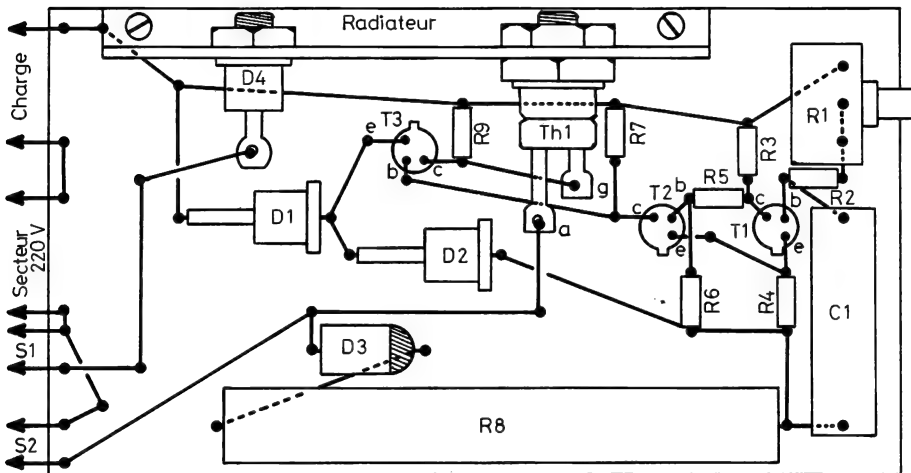 Radiateur
Charge
Secteur
220 V
S1
S2
D4
Th1
T3
e
b
c
R9
R7
g
a
R1
R3
R5
R2
T2
b
c
e
T1
c
b
e
D1
D2
D3
R6
R4
C1
R8